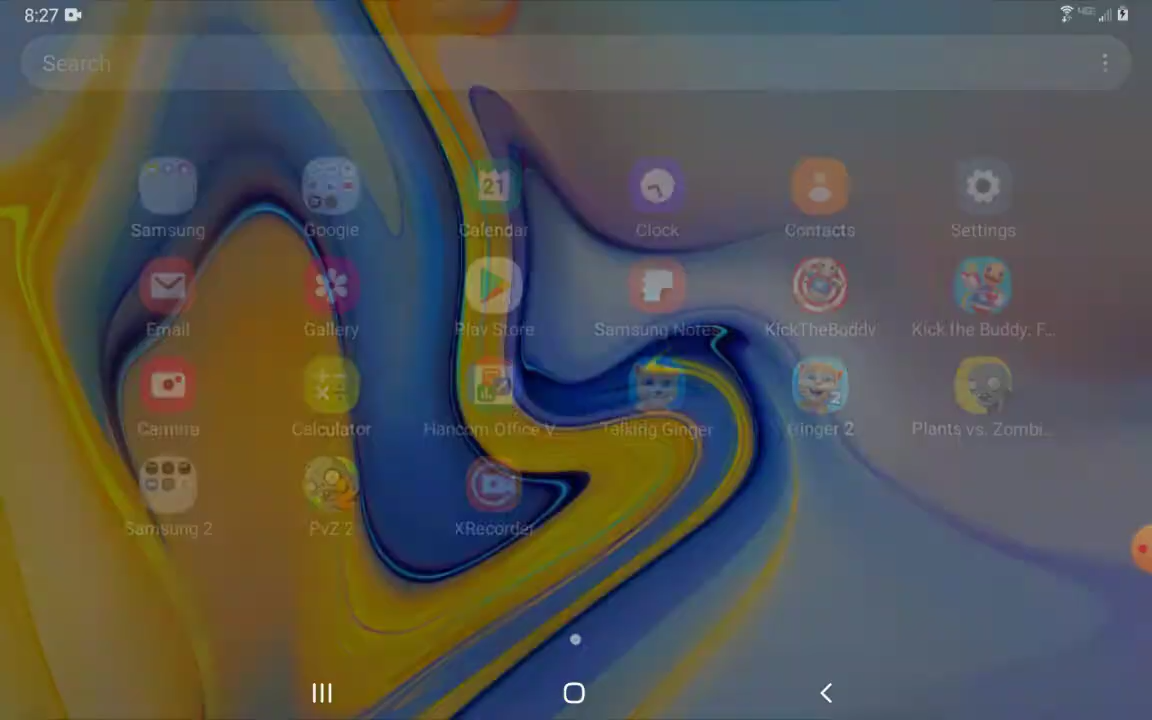 8:27
Search
21
Samsung Google Calendar Clock Contacts Settings
Email Gallery Play Store Samsung Notes KickTheBuddy Kick the Buddy: F...
Camera Calculator Hancom Office V... Talking Ginger Ginger 2 Plants vs. Zombi...
Samsung 2 PvZ 2 XRecorder